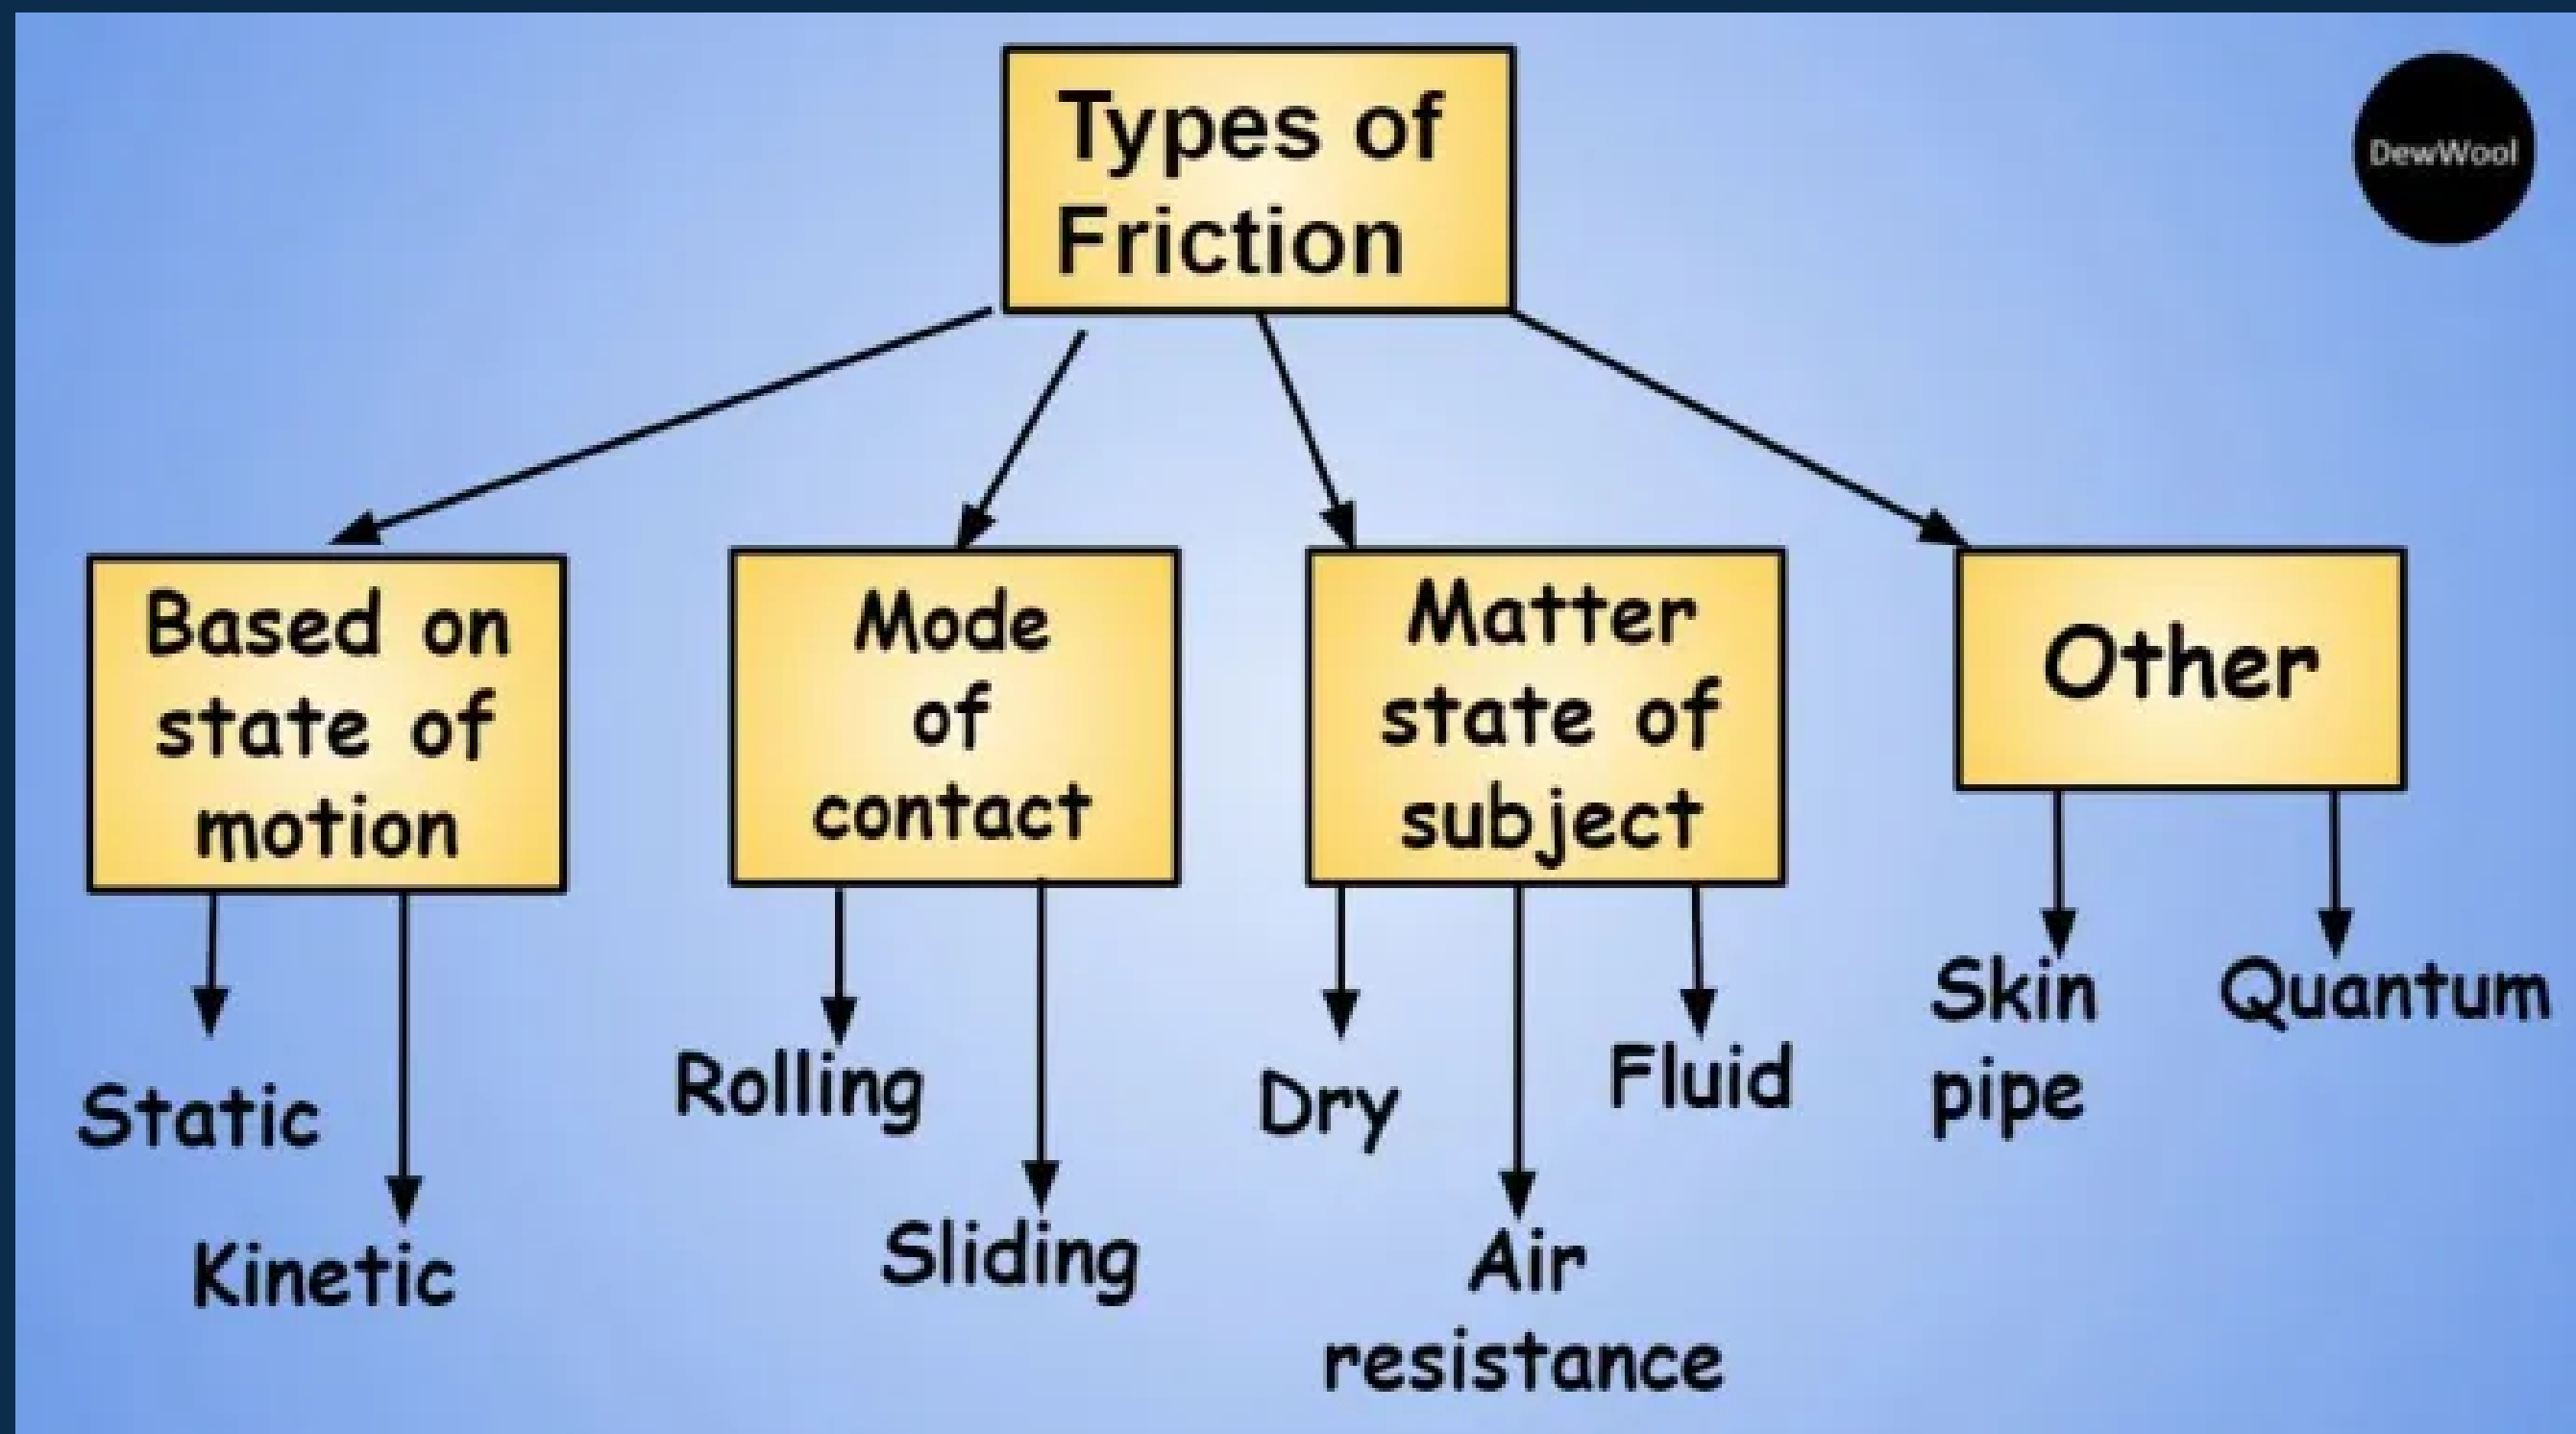 Types of
Friction
DewWool
Based on
state of
motion
Mode
of
contact
Matter
state of
subject
Other
Static
Kinetic
Rolling
Sliding
Dry
Air
resistance
Fluid
Skin
pipe
Quantum